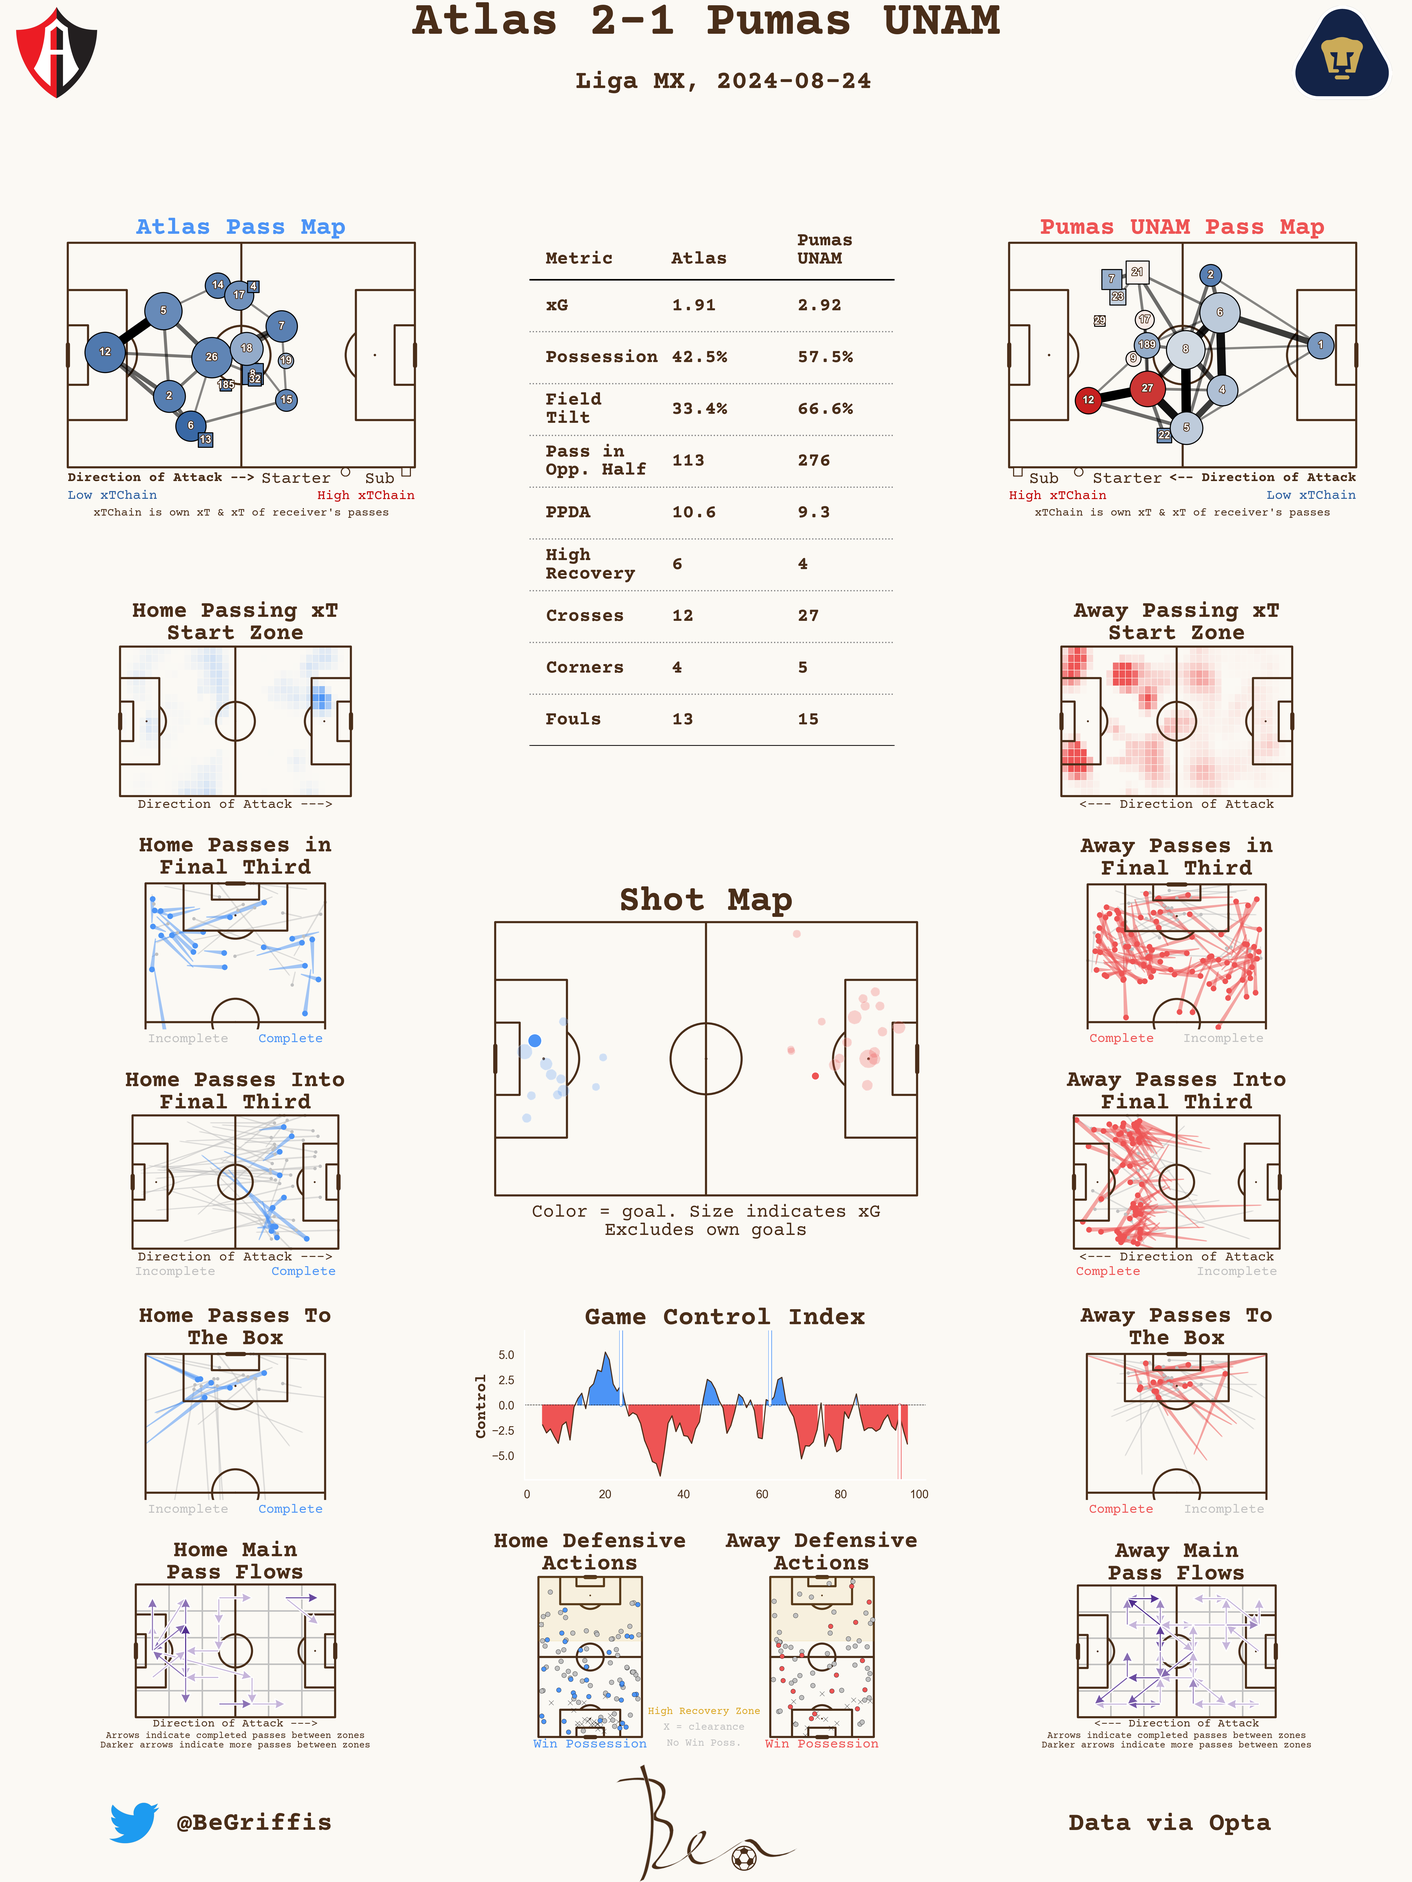 Atlas 2-1 Pumas UNAM
Liga MX, 2024-08-24
Atlas Pass Map
14
17
4
5
7
12
26
18
19
185
32
2
15
6
13
Direction of Attack --> Starter Sub
Low xTChain High xTChain
xTChain is own xT & xT of receiver's passes
Metric Atlas Pumas UNAM
xG 1.91 2.92
Possession 42.5% 57.5%
Field Tilt 33.4% 66.6%
Pass in Opp. Half 113 276
PPDA 10.6 9.3
High Recovery 6 4
Crosses 12 27
Corners 4 5
Fouls 13 15
Pumas UNAM Pass Map
7
21
2
23
29
17
6
189
8
1
9
27
4
12
22
5
Sub Starter <-- Direction of Attack
High xTChain Low xTChain
xTChain is own xT & xT of receiver's passes
Home Passing xT
Start Zone
Direction of Attack --->
Away Passing xT
Start Zone
<--- Direction of Attack
Home Passes in
Final Third
Incomplete Complete
Away Passes in
Final Third
Complete Incomplete
Shot Map
Color = goal. Size indicates xG
Excludes own goals
Home Passes Into
Final Third
Direction of Attack --->
Incomplete Complete
Away Passes Into
Final Third
<--- Direction of Attack
Complete Incomplete
Home Passes To
The Box
Incomplete Complete
Game Control Index
Control
5.0
2.5
0.0
−2.5
−5.0
0 20 40 60 80 100
Away Passes To
The Box
Complete Incomplete
Home Main
Pass Flows
Direction of Attack --->
Arrows indicate completed passes between zones
Darker arrows indicate more passes between zones
Home Defensive
Actions
Win Possession
Away Defensive
Actions
Win Possession
High Recovery Zone
X = clearance
No Win Poss.
Away Main
Pass Flows
<--- Direction of Attack
Arrows indicate completed passes between zones
Darker arrows indicate more passes between zones
@BeGriffis
Ben
Data via Opta